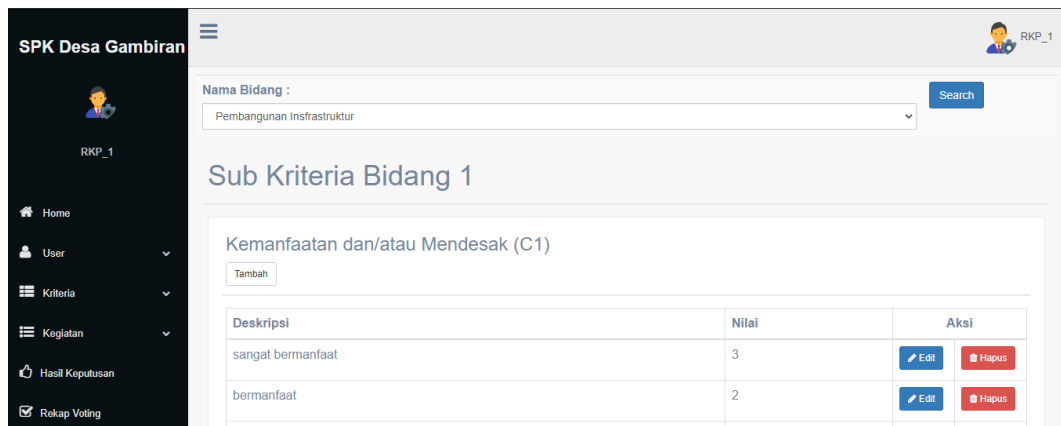 SPK Desa Gambiran
RKP_1
Home
User
Kriteria
Kegiatan
Hasil Keputusan
Rekap Voting
RKP_1
Nama Bidang :
Pembangunan Insfrastruktur
Search
Sub Kriteria Bidang 1
Kemanfaatan dan/atau Mendesak (C1)
Tambah
Deskripsi Nilai Aksi
sangat bermanfaat 3 Edit Hapus
bermanfaat 2 Edit Hapus